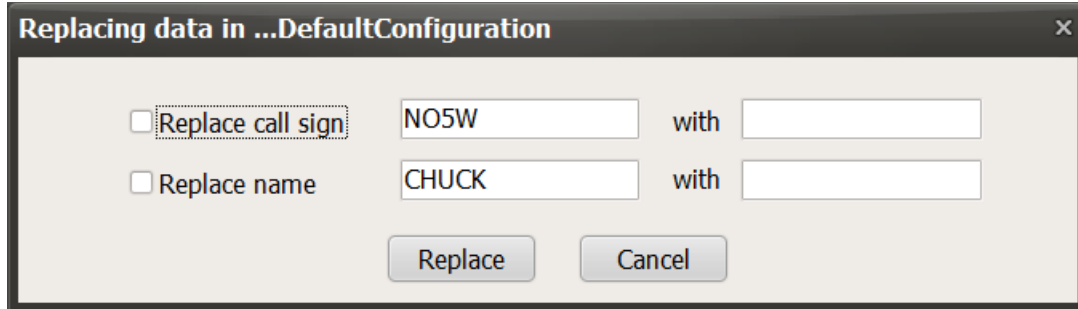 Replacing data in ...DefaultConfiguration
Replace call sign NO5W with
Replace name CHUCK with
Replace Cancel